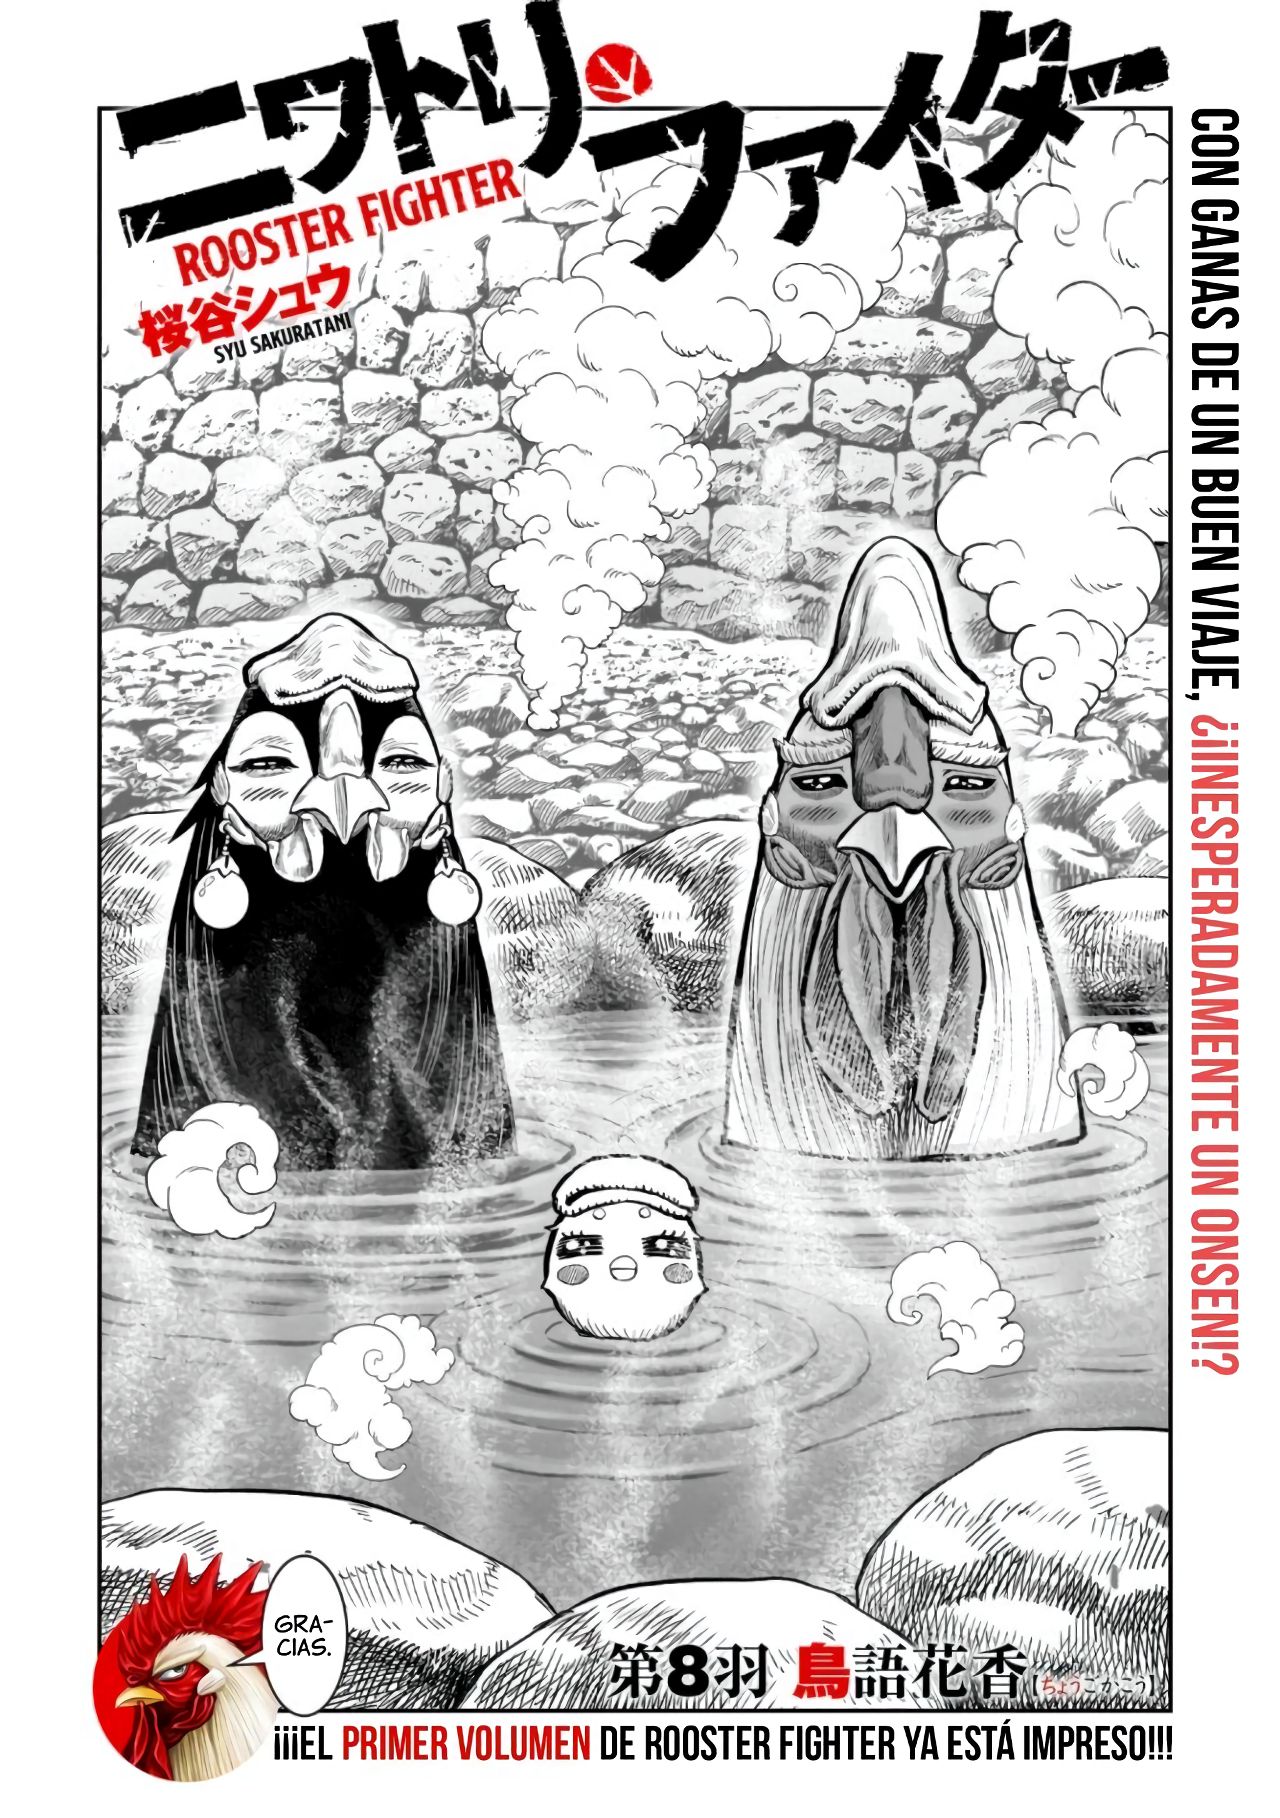 ニワトリ・ファイター
ROOSTER FIGHTER
桜谷シュウ
SYU SAKURATANI
CON GANAS DE UN BUEN VIAJE, ¿¡INESPERADAMENTE UN ONSEN!?
GRA-
CIAS.
第8羽 鳥語花香【ちょうごかこう】
¡¡¡EL PRIMER VOLUMEN DE ROOSTER FIGHTER YA ESTÁ IMPRESO!!!